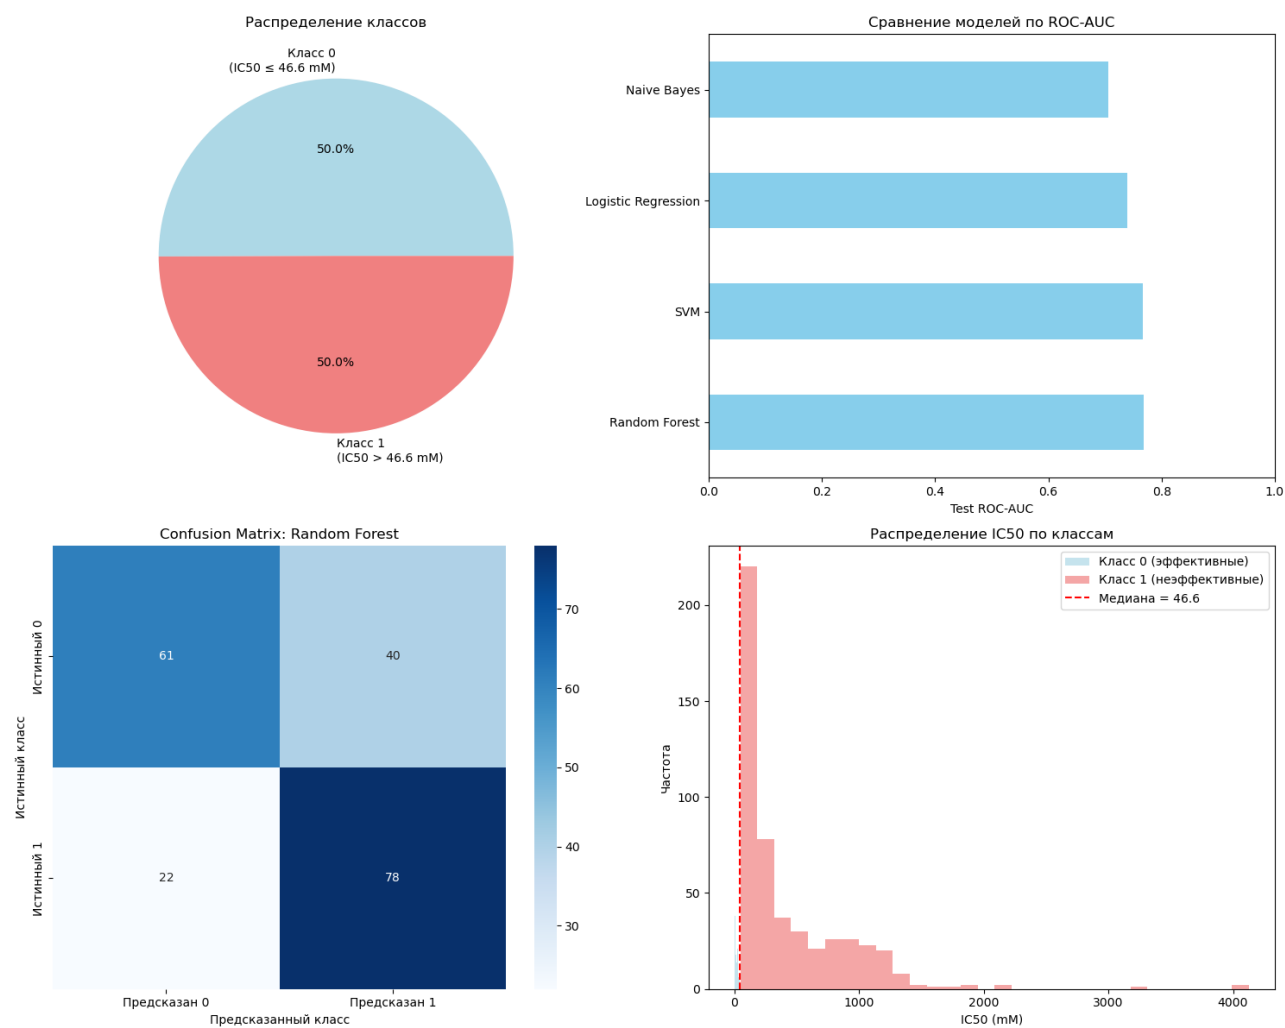 Распределение классов
Класс 0
(IC50 ≤ 46.6 mM)
50.0%
50.0%
Класс 1
(IC50 > 46.6 mM)
Сравнение моделей по ROC-AUC
Naive Bayes
Logistic Regression
SVM
Random Forest
0.0 0.2 0.4 0.6 0.8 1.0
Test ROC-AUC
Confusion Matrix: Random Forest
Истинный класс
Истинный 0
Истинный 1
61 40
22 78
Предсказан 0 Предсказан 1
Предсказанный класс
70
60
50
40
30
Распределение IC50 по классам
Класс 0 (эффективные)
Класс 1 (неэффективные)
Медиана = 46.6
Частота
200
150
100
50
0
0 1000 2000 3000 4000
IC50 (mM)